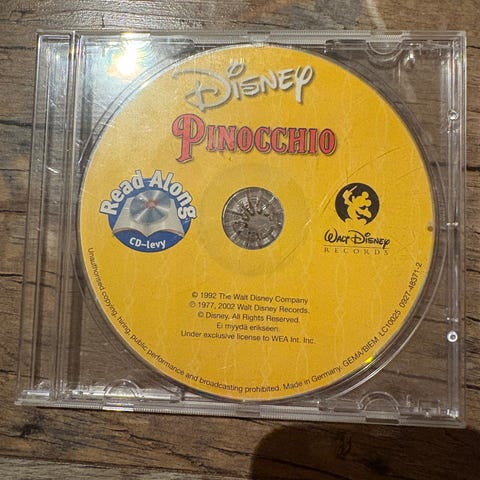 Disney
PINOCCHIO
Read Along
CD-levy
WALT DISNEY
RECORDS
© 1992 The Walt Disney Company
℗ 1977, 2002 Walt Disney Records.
© Disney, All Rights Reserved.
Ei myydä erikseen.
Under exclusive license to WEA Int. Inc.
Unauthorised copying, hiring, public performance and broadcasting prohibited. Made in Germany. GEMA/BIEM LC10025 0927-48371 2